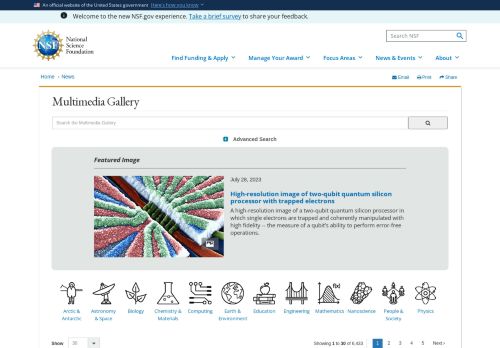 An official website of the United States government Here's how you know
Welcome to the new NSF.gov experience. Take a brief survey to share your feedback.
NSF
National
Science
Foundation
Search NSF
Find Funding & Apply
Manage Your Award
Focus Areas
News & Events
About
Home › News
Email
Print
Share
Multimedia Gallery
Search the Multimedia Gallery
Advanced Search
Featured Image
July 28, 2023
High-resolution image of two-qubit quantum silicon
processor with trapped electrons
A high-resolution image of a two-qubit quantum silicon processor in
which single electrons are trapped and coherently manipulated with
high fidelity -- the measure of a qubit's ability to perform error-free
operations.
f(x)
Arctic & Antarctic
Astronomy & Space
Biology
Chemistry & Materials
Computing
Earth & Environment
Education
Engineering
Mathematics
Nanoscience
People & Society
Physics
Show 30
Showing 1 to 30 of 6,433
1 2 3 4 5 Next ›